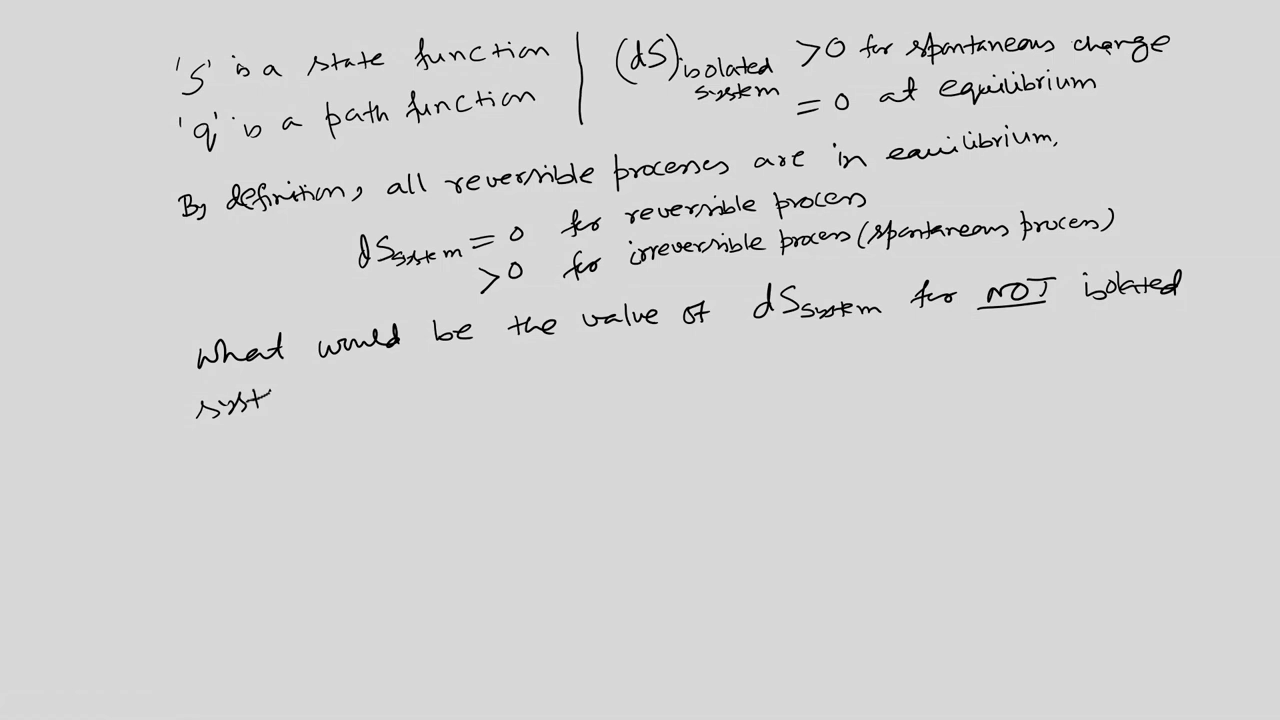 'S' is a state function
'q' is a path function
(dS)isolated system >0 for spontaneous change
= 0 at equilibrium
By definition, all reversible processes are in equilibrium.
dSsystem = 0 for reversible process
>0 for irreversible process (spontaneous process)
What would be the value of dSsystem for NOT isolated
syst